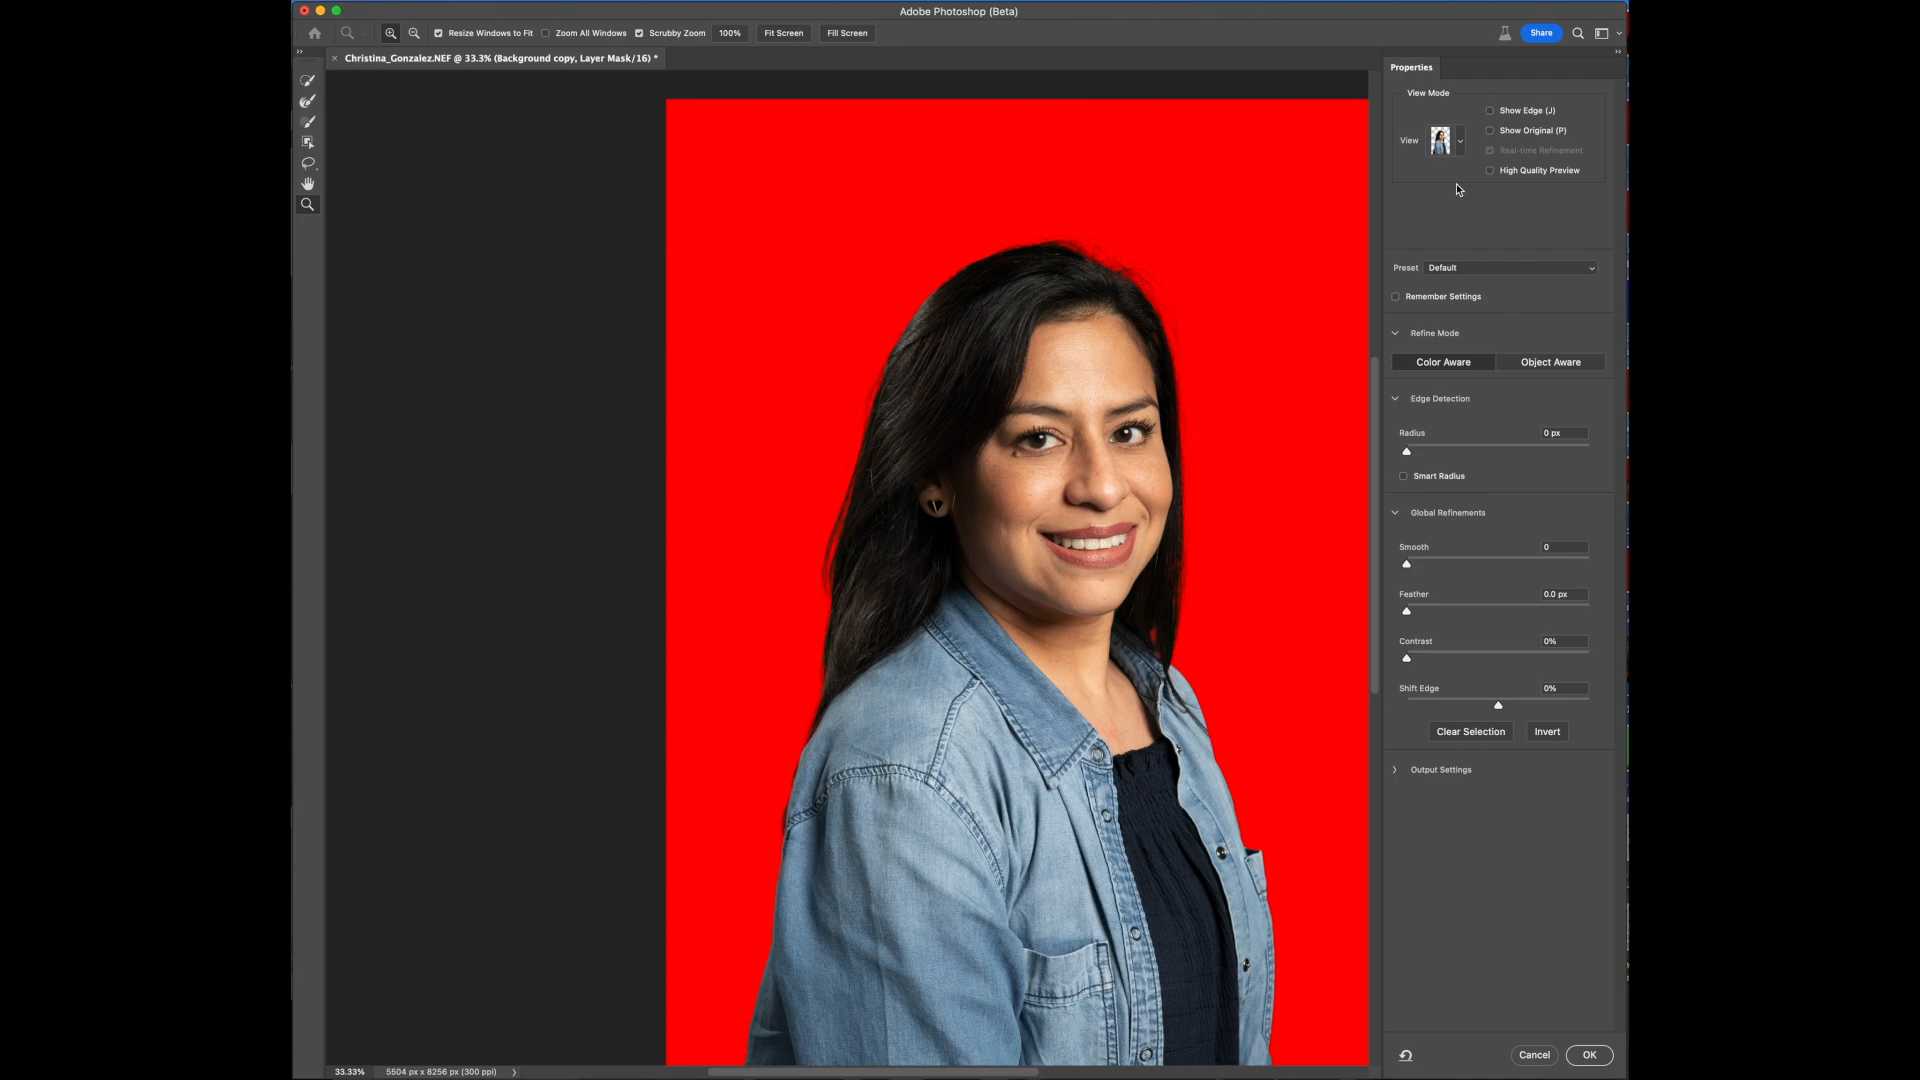 Adobe Photoshop (Beta)
Resize Windows to Fit Zoom All Windows Scrubby Zoom 100% Fit Screen Fill Screen Share
Christina_Gonzalez.NEF @ 33.3% (Background copy, Layer Mask/16) *
Properties
View Mode
Show Edge (J)
Show Original (P)
View
Real-time Refinement
High Quality Preview
Preset Default
Remember Settings
Refine Mode
Color Aware Object Aware
Edge Detection
Radius 0 px
Smart Radius
Global Refinements
Smooth 0
Feather 0.0 px
Contrast 0%
Shift Edge 0%
Clear Selection Invert
Output Settings
Cancel OK
33.33% 5504 px x 8256 px (300 ppi)